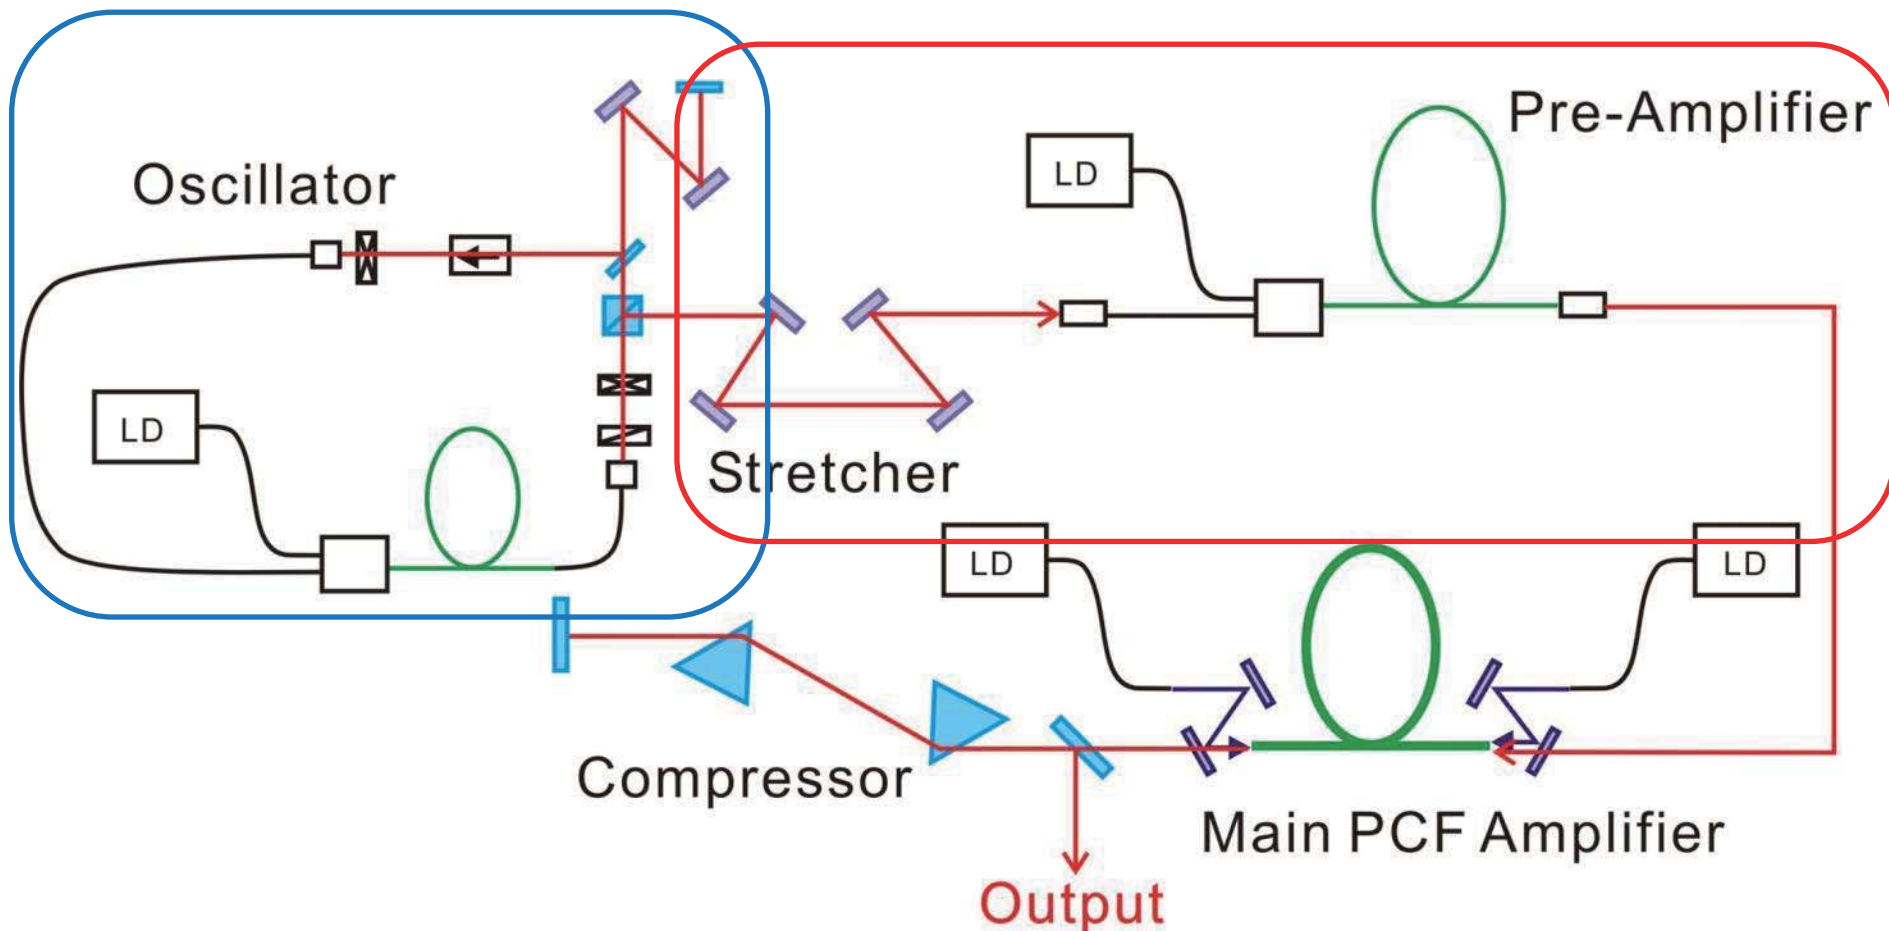 Pre-Amplifier
Oscillator
LD
LD
Stretcher
LD
LD
Compressor
Main PCF Amplifier
Output